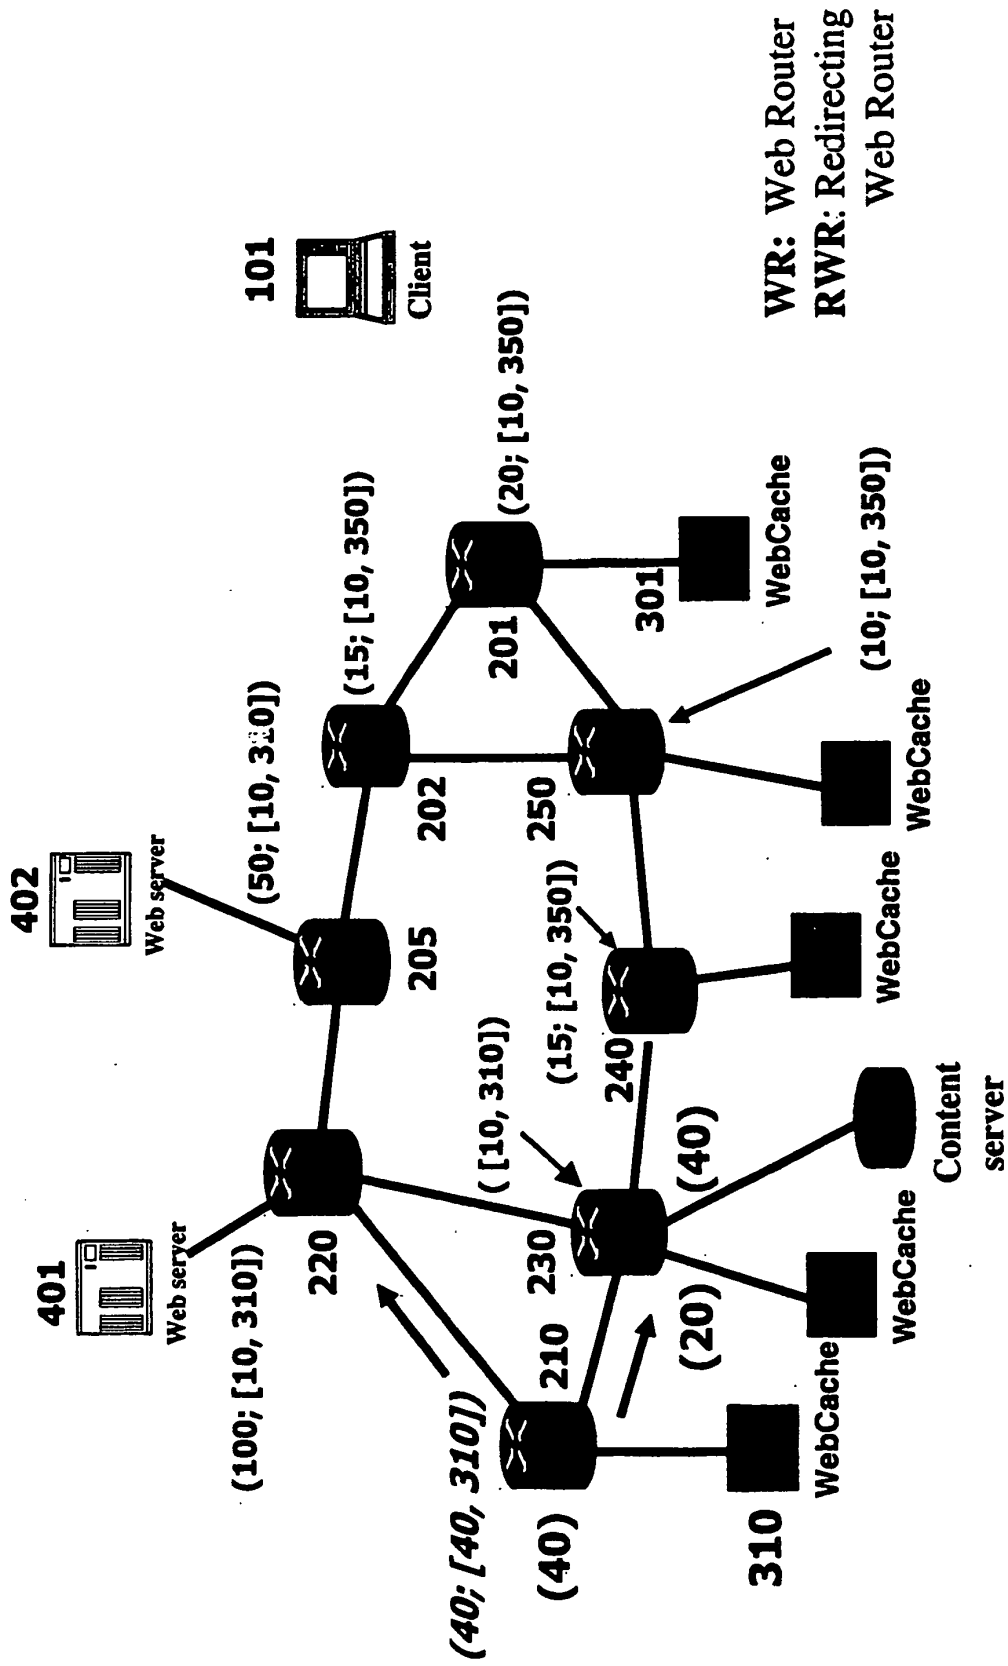 401
Web server
402
Web server
101
Client
(100; [10, 310])
220
(50; [10, 310])
205
(15; [10, 350])
202
(20; [10, 350])
201
(40; [40, 310])
(40)
210
([10, 310])
230
(15; [10, 350])
240
250
301
(20)
(40)
310
WebCache
WebCache
Content
server
WebCache
WebCache
(10; [10, 350])
WebCache
WR: Web Router
RWR: Redirecting
Web Router